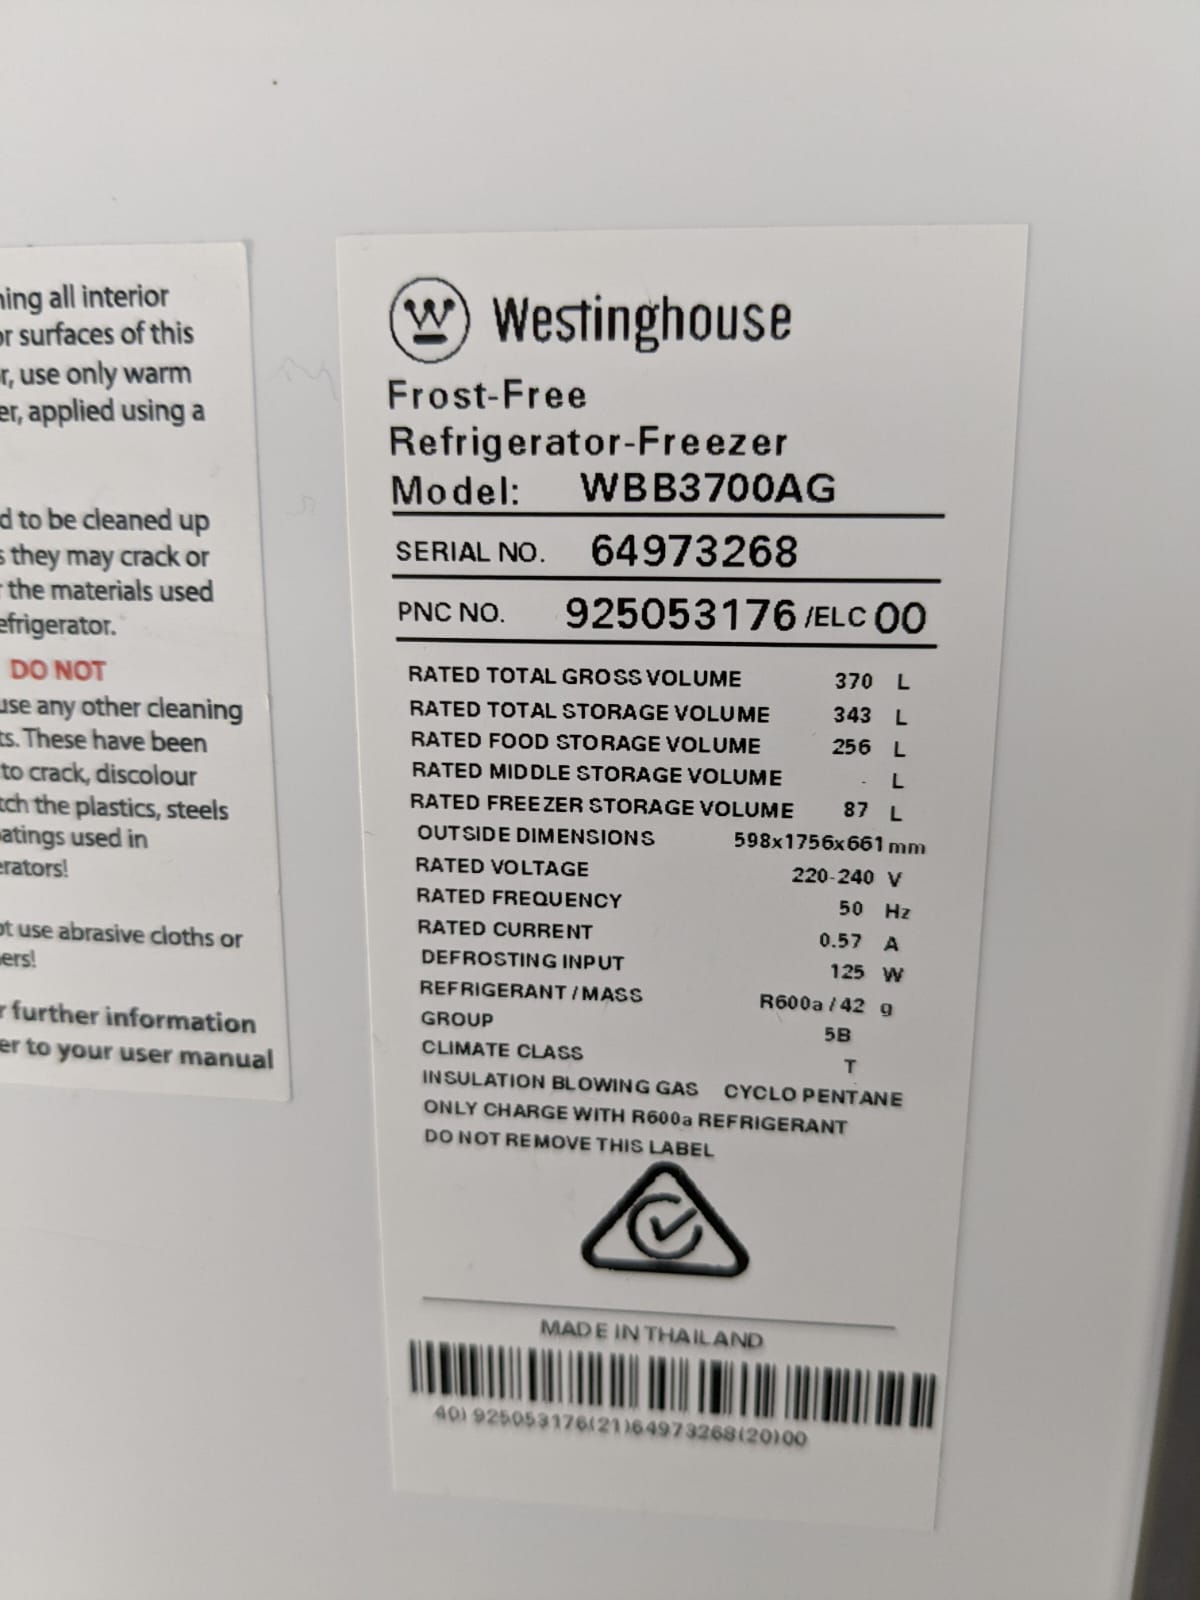 ing all interior
r surfaces of this
r, use only warm
er, applied using a
d to be cleaned up
s they may crack or
the materials used
efrigerator.
DO NOT
use any other cleaning
ts. These have been
to crack, discolour
tch the plastics, steels
atings used in
erators!
ot use abrasive cloths or
ers!
r further information
er to your user manual
W Westinghouse
Frost-Free
Refrigerator-Freezer
Model: WBB3700AG
SERIAL NO. 64973268
PNC NO. 925053176 /ELC 00
RATED TOTAL GROSS VOLUME 370 L
RATED TOTAL STORAGE VOLUME 343 L
RATED FOOD STORAGE VOLUME 256 L
RATED MIDDLE STORAGE VOLUME - L
RATED FREEZER STORAGE VOLUME 87 L
OUTSIDE DIMENSIONS 598x1756x661 mm
RATED VOLTAGE 220-240 V
RATED FREQUENCY 50 Hz
RATED CURRENT 0.57 A
DEFROSTING INPUT 125 W
REFRIGERANT / MASS R600a / 42 g
GROUP 5B
CLIMATE CLASS T
INSULATION BLOWING GAS CYCLO PENTANE
ONLY CHARGE WITH R600a REFRIGERANT
DO NOT REMOVE THIS LABEL
MADE IN THAILAND
40) 925053176(21)64973268(20)00